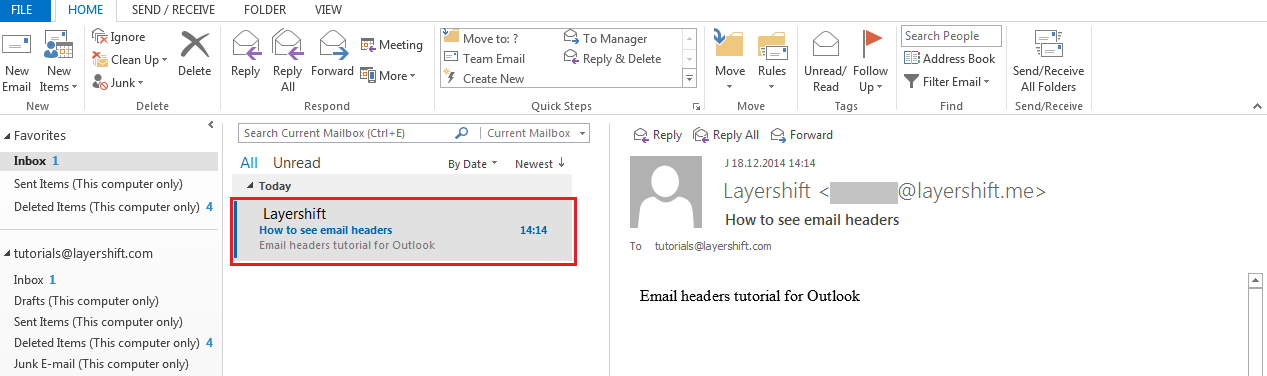 FILE HOME SEND / RECEIVE FOLDER VIEW
New Email
New Items
Ignore
Clean Up
Junk
Delete
Reply
Reply All
Forward
Meeting
More
Move to: ?
Team Email
Create New
To Manager
Reply & Delete
Move
Rules
Unread/ Read
Follow Up
Search People
Address Book
Filter Email
Send/Receive All Folders
New Delete Respond Quick Steps Move Tags Find Send/Receive
Favorites
Inbox 1
Sent Items (This computer only)
Deleted Items (This computer only) 4
tutorials@layershift.com
Inbox 1
Drafts (This computer only)
Sent Items (This computer only)
Deleted Items (This computer only) 4
Junk E-mail (This computer only)
Search Current Mailbox (Ctrl+E) Current Mailbox
All Unread By Date Newest
Today
Layershift
How to see email headers 14:14
Email headers tutorial for Outlook
Reply Reply All Forward
J 18.12.2014 14:14
Layershift < @layershift.me>
How to see email headers
To tutorials@layershift.com
Email headers tutorial for Outlook